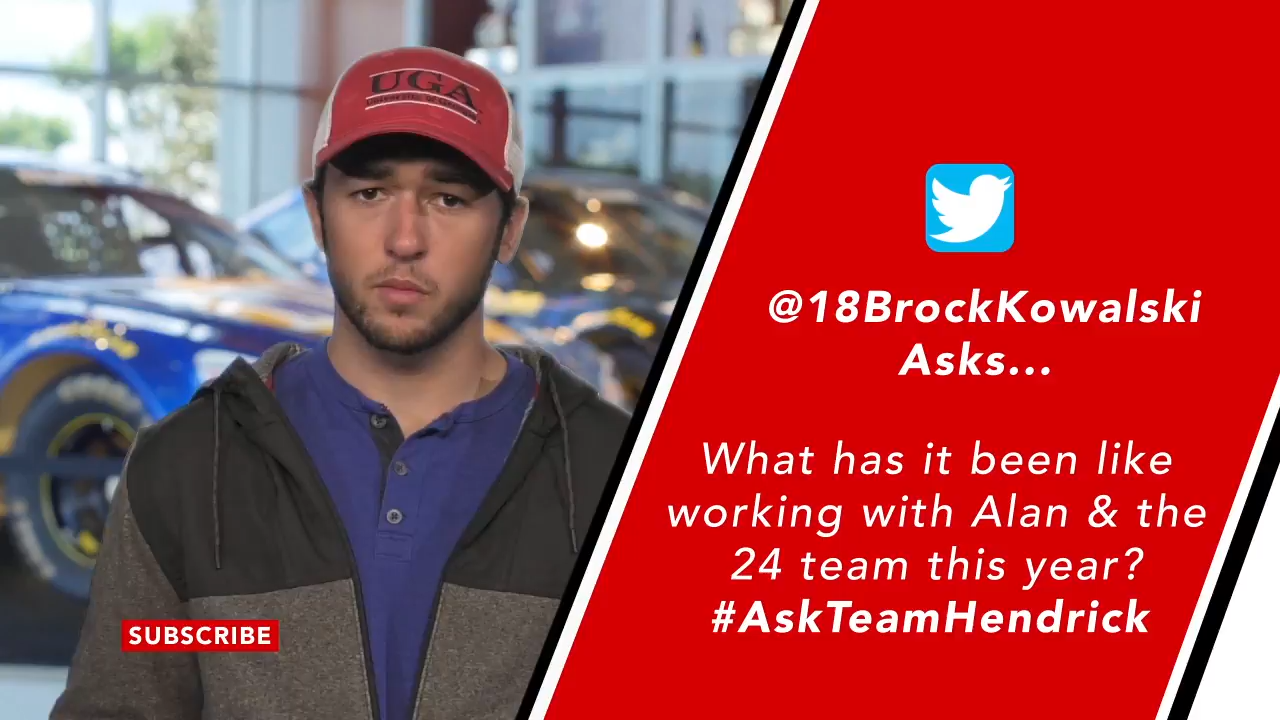 UGA
@18BrockKowalski
Asks...
What has it been like
working with Alan & the
24 team this year?
#AskTeamHendrick
SUBSCRIBE